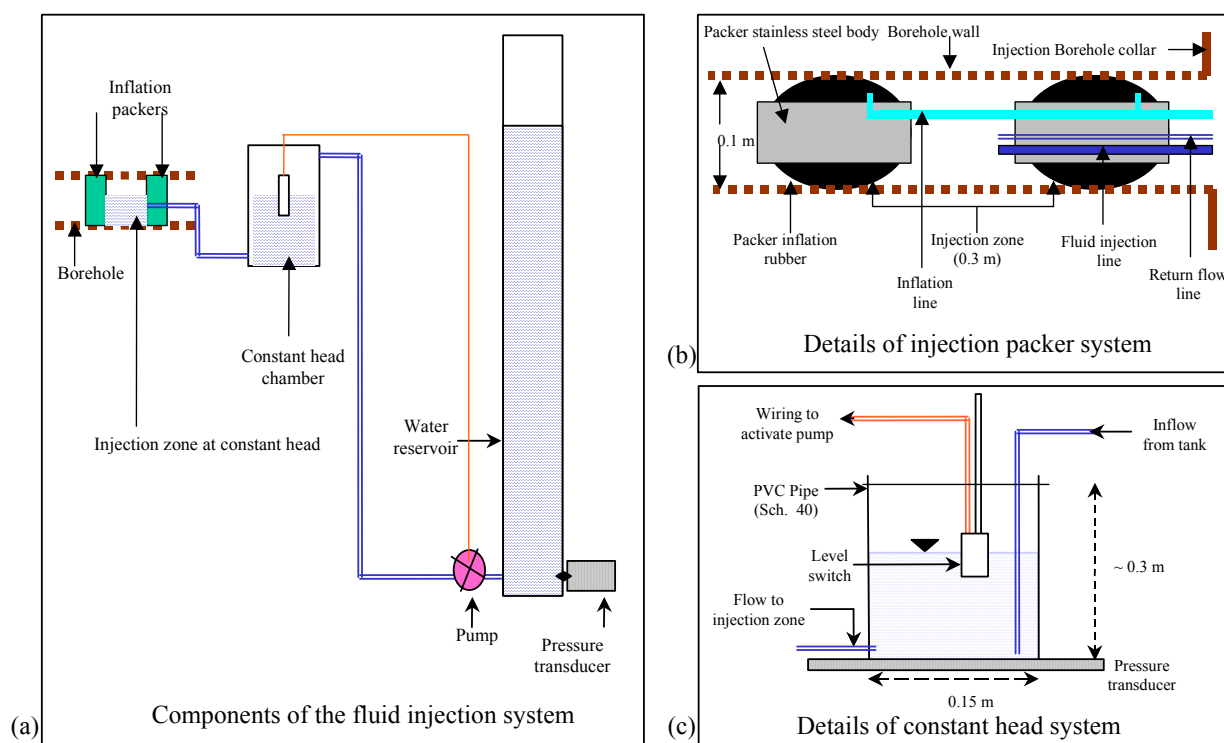 Inflation
packers
Borehole
Constant head
chamber
Injection zone at constant head
Water
reservoir
Pump
Pressure
transducer
(a)
Components of the fluid injection system
Packer stainless steel body
Borehole wall
Injection Borehole collar
0.1 m
Packer inflation
rubber
Injection zone
(0.3 m)
Inflation
line
Fluid injection
line
Return flow
line
(b)
Details of injection packer system
Wiring to
activate pump
Inflow
from tank
PVC Pipe
(Sch. 40)
Level
switch
~ 0.3 m
Flow to
injection zone
Pressure
transducer
0.15 m
(c)
Details of constant head system